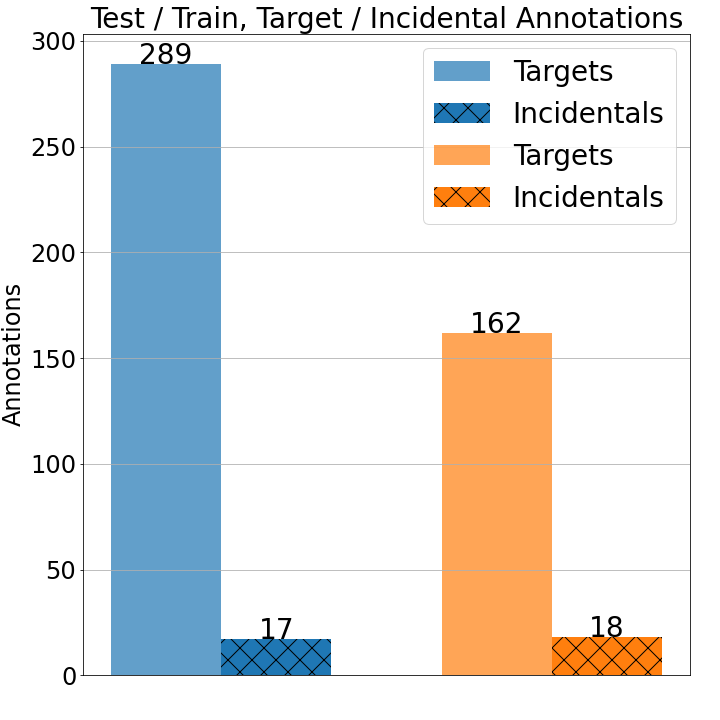 Test / Train, Target / Incidental Annotations
300
250
200
150
100
50
0
Annotations
289
17
162
18
Targets
Incidentals
Targets
Incidentals